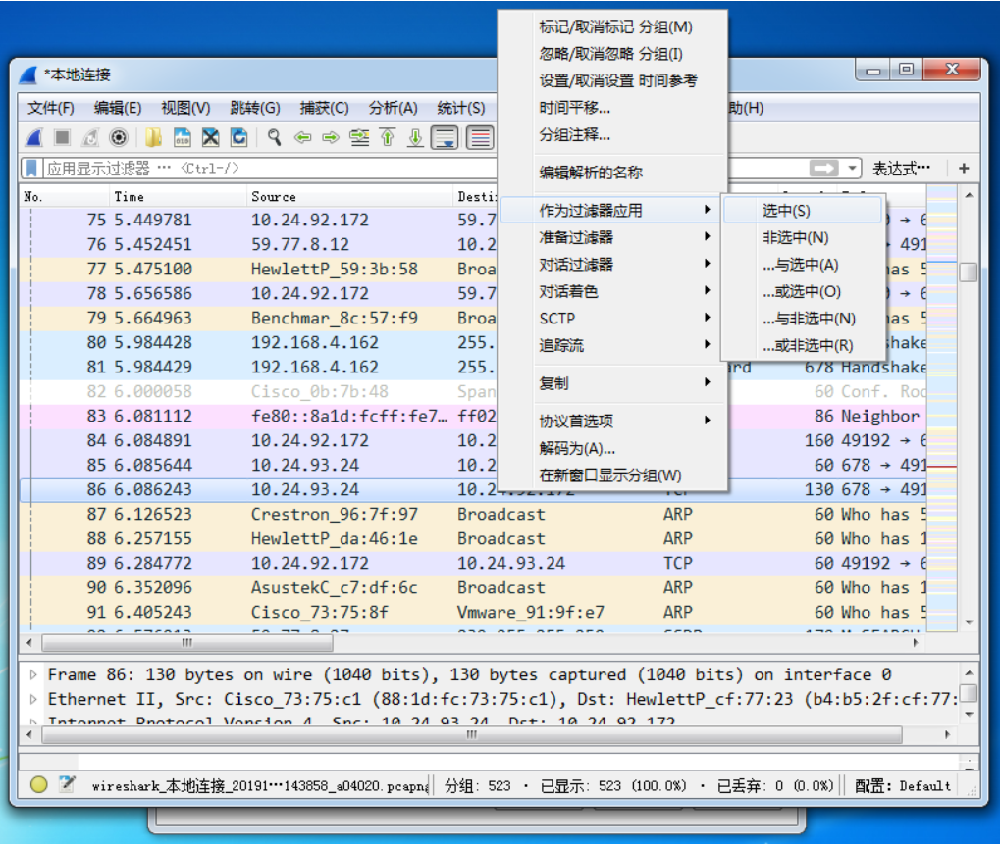 *本地连接
文件(F) 编辑(E) 视图(V) 跳转(G) 捕获(C) 分析(A) 统计(S) 助(H)
应用显示过滤器 … <Ctrl-/> 表达式… +
No. Time Source Desti
75 5.449781 10.24.92.172 59.7 → 6
76 5.452451 59.77.8.12 10.2 491
77 5.475100 HewlettP_59:3b:58 Broa has 5
78 5.656586 10.24.92.172 59.7 → 6
79 5.664963 Benchmar_8c:57:f9 Broa has 5
80 5.984428 192.168.4.162 255. shake
81 5.984429 192.168.4.162 255. rd 678 Handshake
82 6.000058 Cisco_0b:7b:48 Span 60 Conf. Roo
83 6.081112 fe80::8a1d:fcff:fe7… ff02 86 Neighbor
84 6.084891 10.24.92.172 10.2 160 49192 → 6
85 6.085644 10.24.93.24 10.2 60 678 → 491
86 6.086243 10.24.93.24 10.24.92.172 TCP 130 678 → 491
87 6.126523 Crestron_96:7f:97 Broadcast ARP 60 Who has 5
88 6.257155 HewlettP_da:46:1e Broadcast ARP 60 Who has 1
89 6.284772 10.24.92.172 10.24.93.24 TCP 60 49192 → 6
90 6.352096 AsustekC_c7:df:6c Broadcast ARP 60 Who has 1
91 6.405243 Cisco_73:75:8f Vmware_91:9f:e7 ARP 60 Who has 5
标记/取消标记 分组(M)
忽略/取消忽略 分组(I)
设置/取消设置 时间参考
时间平移...
分组注释...
编辑解析的名称
作为过滤器应用
准备过滤器
对话过滤器
对话着色
SCTP
追踪流
复制
协议首选项
解码为(A)...
在新窗口显示分组(W)
选中(S)
非选中(N)
...与选中(A)
...或选中(O)
...与非选中(N)
...或非选中(R)
Frame 86: 130 bytes on wire (1040 bits), 130 bytes captured (1040 bits) on interface 0
Ethernet II, Src: Cisco_73:75:c1 (88:1d:fc:73:75:c1), Dst: HewlettP_cf:77:23 (b4:b5:2f:cf:77:
Internet Protocol Version 4, Src: 10.24.93.24, Dst: 10.24.92.172
wireshark_本地连接_20191…143858_a04020.pcapng 分组: 523 · 已显示: 523 (100.0%) · 已丢弃: 0 (0.0%) 配置: Default